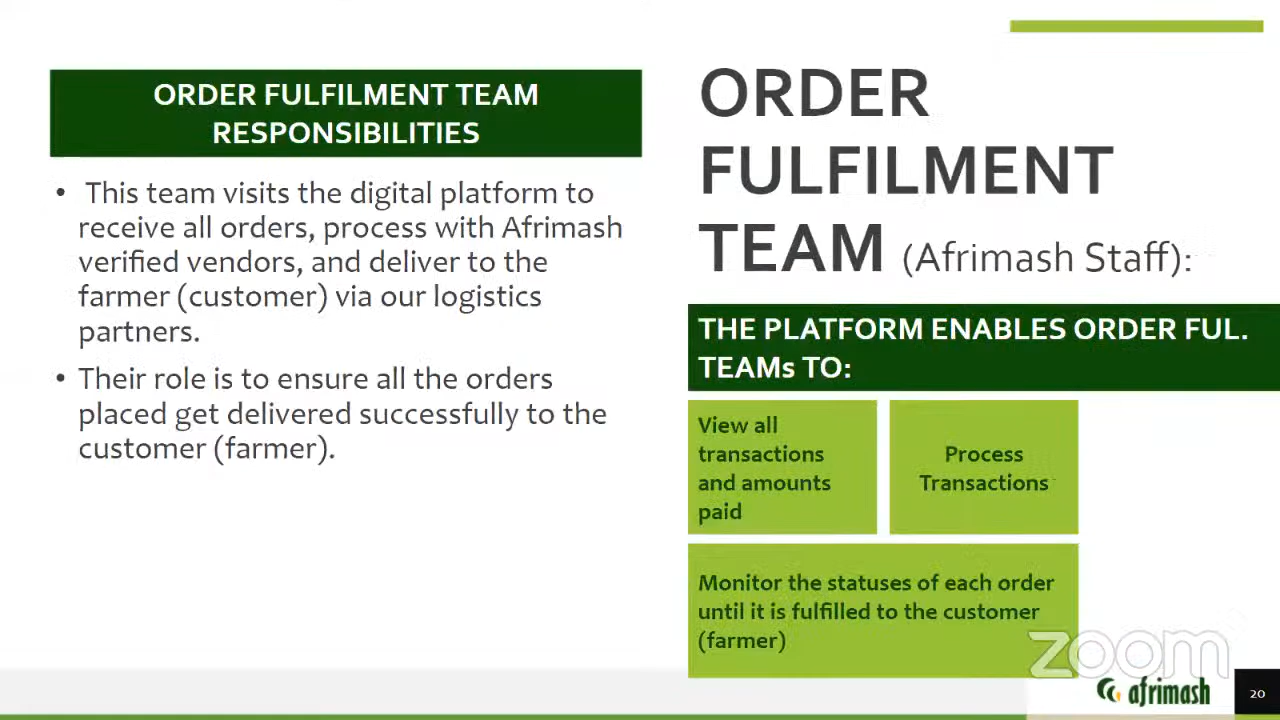 ORDER FULFILMENT TEAM
RESPONSIBILITIES
• This team visits the digital platform to
receive all orders, process with Afrimash
verified vendors, and deliver to the
farmer (customer) via our logistics
partners.
• Their role is to ensure all the orders
placed get delivered successfully to the
customer (farmer).
ORDER
FULFILMENT
TEAM (Afrimash Staff):
THE PLATFORM ENABLES ORDER FUL.
TEAMs TO:
View all
transactions
and amounts
paid
Process
Transactions
Monitor the statuses of each order
until it is fulfilled to the customer
(farmer)
zoom
afrimash
20